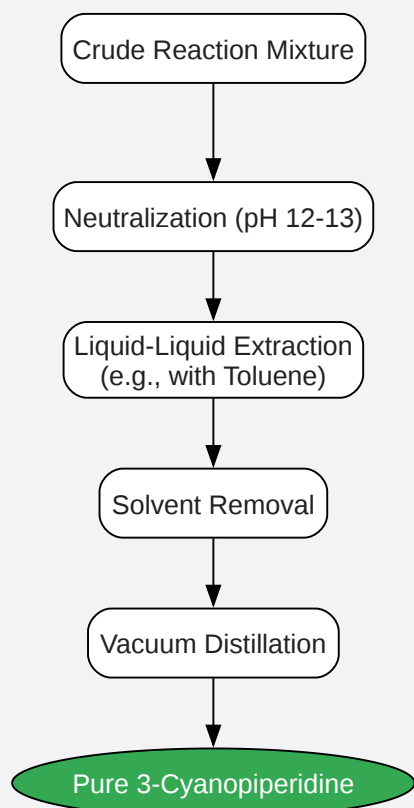 Crude Reaction Mixture
Neutralization (pH 12-13)
Liquid-Liquid Extraction
(e.g., with Toluene)
Solvent Removal
Vacuum Distillation
Pure 3-Cyanopiperidine